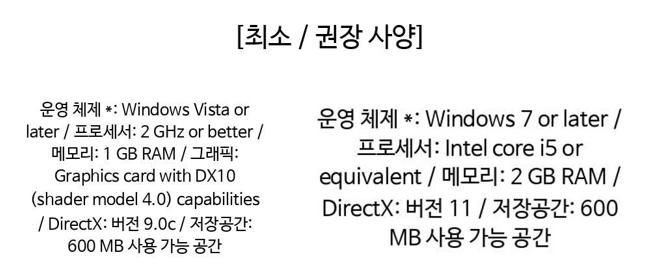 [최소 / 권장 사양]
운영 체제 *: Windows Vista or
later / 프로세서: 2 GHz or better /
메모리: 1 GB RAM / 그래픽:
Graphics card with DX10
(shader model 4.0) capabilities
/ DirectX: 버전 9.0c / 저장공간:
600 MB 사용 가능 공간
운영 체제 *: Windows 7 or later /
프로세서: Intel core i5 or
equivalent / 메모리: 2 GB RAM /
DirectX: 버전 11 / 저장공간: 600
MB 사용 가능 공간